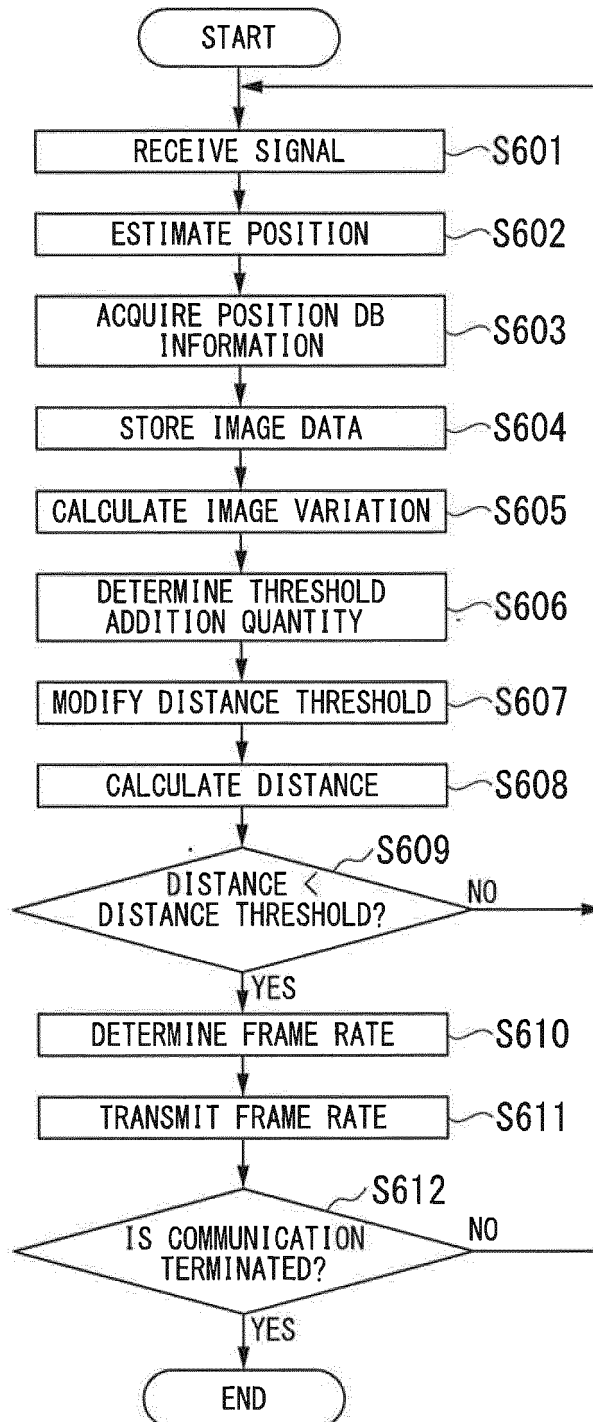 START
RECEIVE SIGNAL
S601
ESTIMATE POSITION
S602
ACQUIRE POSITION DB
INFORMATION
S603
STORE IMAGE DATA
S604
CALCULATE IMAGE VARIATION
S605
DETERMINE THRESHOLD
ADDITION QUANTITY
S606
MODIFY DISTANCE THRESHOLD
S607
CALCULATE DISTANCE
S608
S609
DISTANCE <
DISTANCE THRESHOLD?
NO
YES
DETERMINE FRAME RATE
S610
TRANSMIT FRAME RATE
S611
S612
IS COMMUNICATION
TERMINATED?
NO
YES
END